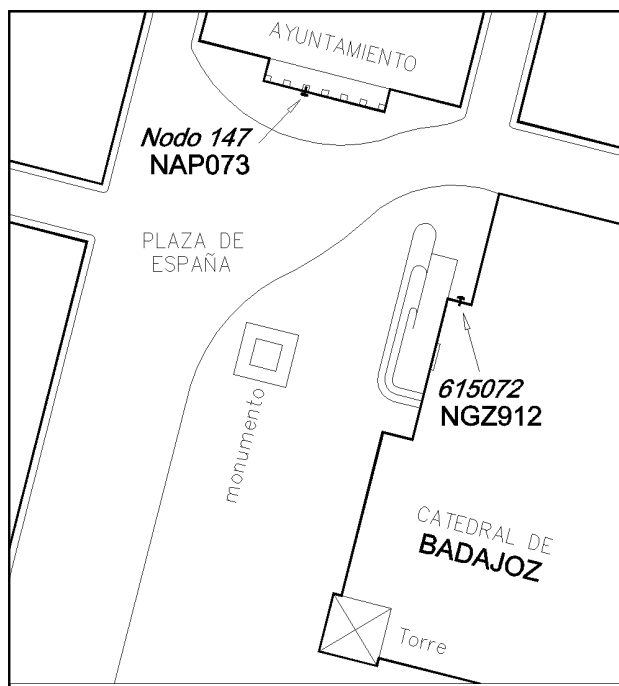 AYUNTAMIENTO
Nodo 147
NAP073
PLAZA DE
ESPAÑA
monumento
615072
NGZ912
CATEDRAL DE
BADAJOZ
Torre